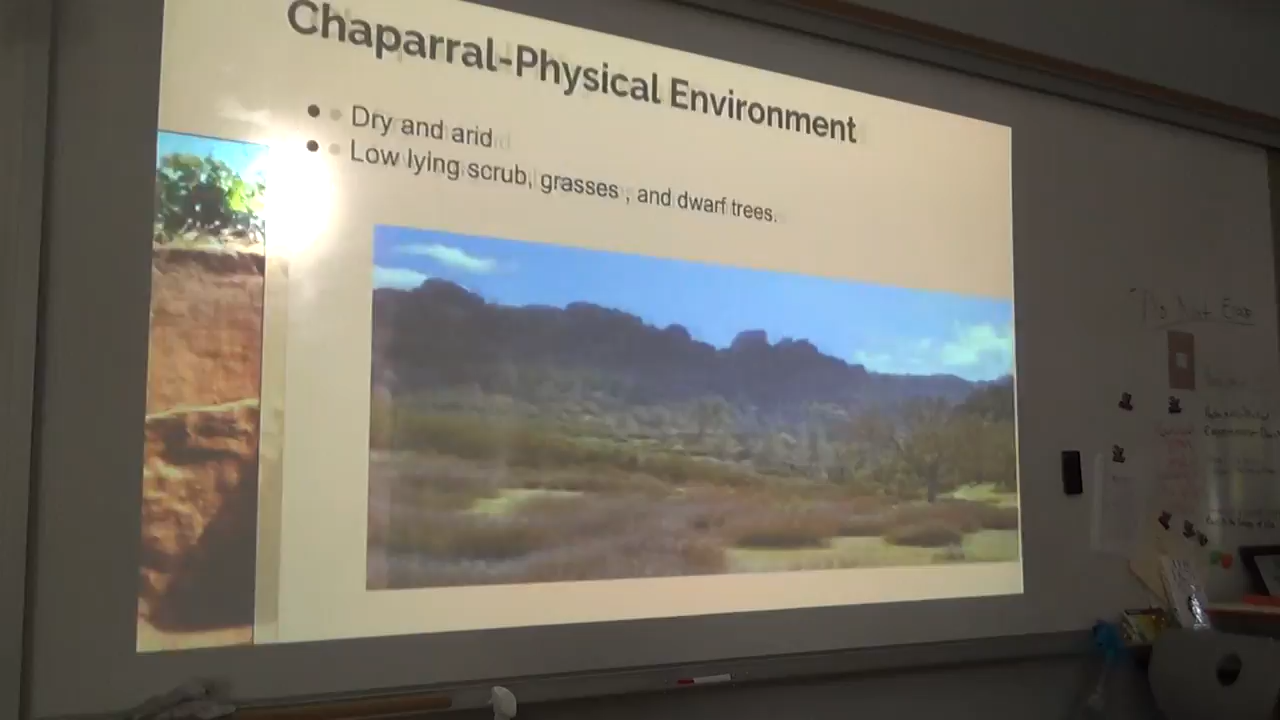 Chaparral-Physical Environment
Dry and arid
Low lying scrub, grasses , and dwarf trees.